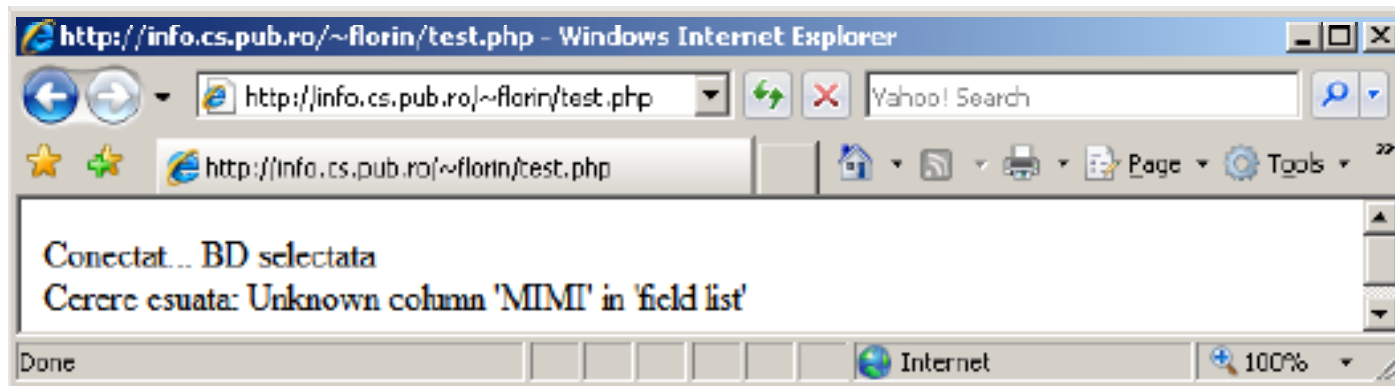 http://info.cs.pub.ro/~florin/test.php - Windows Internet Explorer
http://info.cs.pub.ro/~florin/test.php Yahoo! Search
http://info.cs.pub.ro/~florin/test.php Page Tools »
Conectat... BD selectata
Cerere esuata: Unknown column 'MIMI' in 'field list'
Done Internet 100%